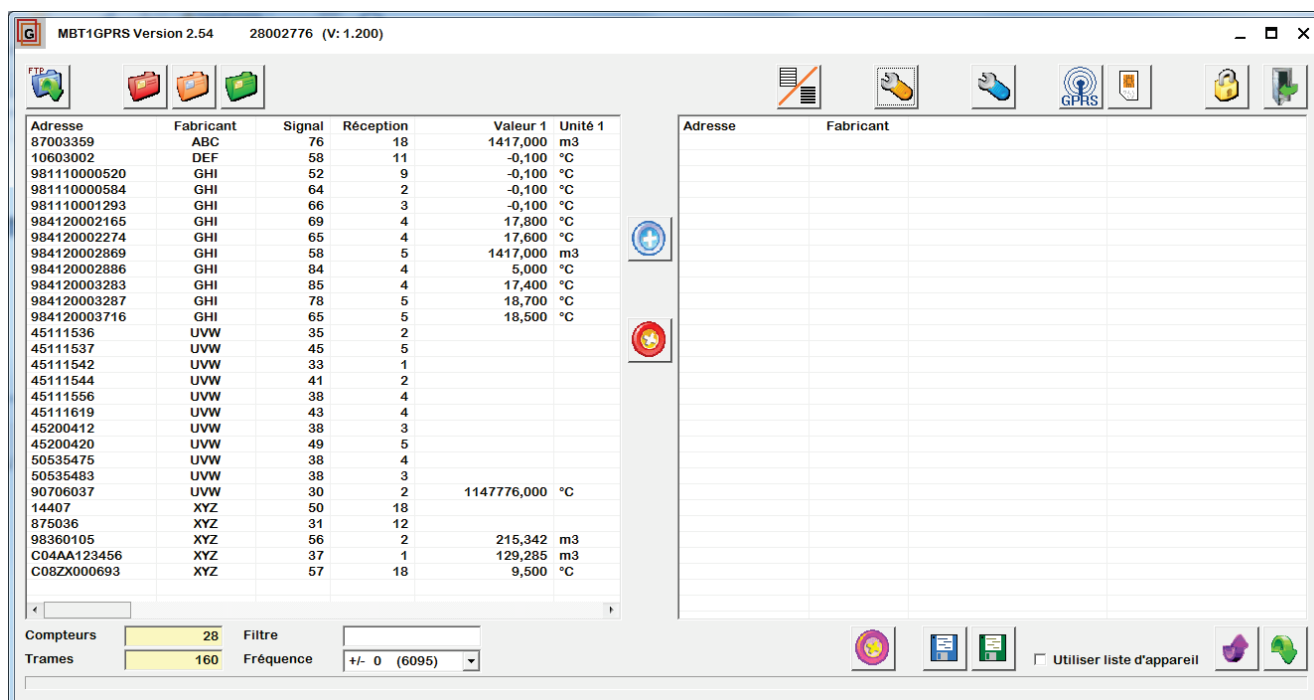 G MBT1GPRS Version 2.54 28002776 (V: 1.200)
FTP GPRS
Adresse Fabricant Signal Réception Valeur 1 Unité 1 Adresse Fabricant
87003359 ABC 76 18 1417,000 m3
10603002 DEF 58 11 -0,100 °C
981110000520 GHI 52 9 -0,100 °C
981110000584 GHI 64 2 -0,100 °C
981110001293 GHI 66 3 -0,100 °C
984120002165 GHI 69 4 17,800 °C
984120002274 GHI 65 4 17,600 °C
984120002869 GHI 58 5 1417,000 m3
984120002886 GHI 84 4 5,000 °C
984120003283 GHI 85 4 17,400 °C
984120003287 GHI 78 5 18,700 °C
984120003716 GHI 65 5 18,500 °C
45111536 UVW 35 2
45111537 UVW 45 5
45111542 UVW 33 1
45111544 UVW 41 2
45111556 UVW 38 4
45111619 UVW 43 4
45200412 UVW 38 3
45200420 UVW 49 5
50535475 UVW 38 4
50535483 UVW 38 3
90706037 UVW 30 2 1147776,000 °C
14407 XYZ 50 18
875036 XYZ 31 12
98360105 XYZ 56 2 215,342 m3
C04AA123456 XYZ 37 1 129,285 m3
C08ZX000693 XYZ 57 18 9,500 °C
Compteurs 28 Filtre
Trames 160 Fréquence +/- 0 (6095) Utiliser liste d'appareil